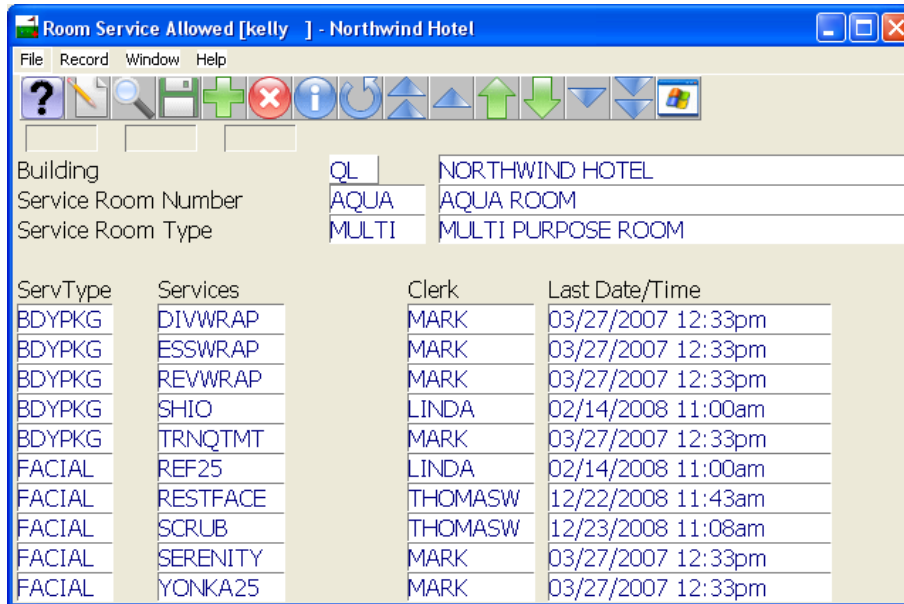 Room Service Allowed [kelly ] - Northwind Hotel
File Record Window Help
Building QL NORTHWIND HOTEL
Service Room Number AQUA AQUA ROOM
Service Room Type MULTI MULTI PURPOSE ROOM
ServType Services Clerk Last Date/Time
BDYPKG DIVWRAP MARK 03/27/2007 12:33pm
BDYPKG ESSWRAP MARK 03/27/2007 12:33pm
BDYPKG REVWRAP MARK 03/27/2007 12:33pm
BDYPKG SHIO LINDA 02/14/2008 11:00am
BDYPKG TRNQTMT MARK 03/27/2007 12:33pm
FACIAL REF25 LINDA 02/14/2008 11:00am
FACIAL RESTFACE THOMASW 12/22/2008 11:43am
FACIAL SCRUB THOMASW 12/23/2008 11:08am
FACIAL SERENITY MARK 03/27/2007 12:33pm
FACIAL YONKA25 MARK 03/27/2007 12:33pm